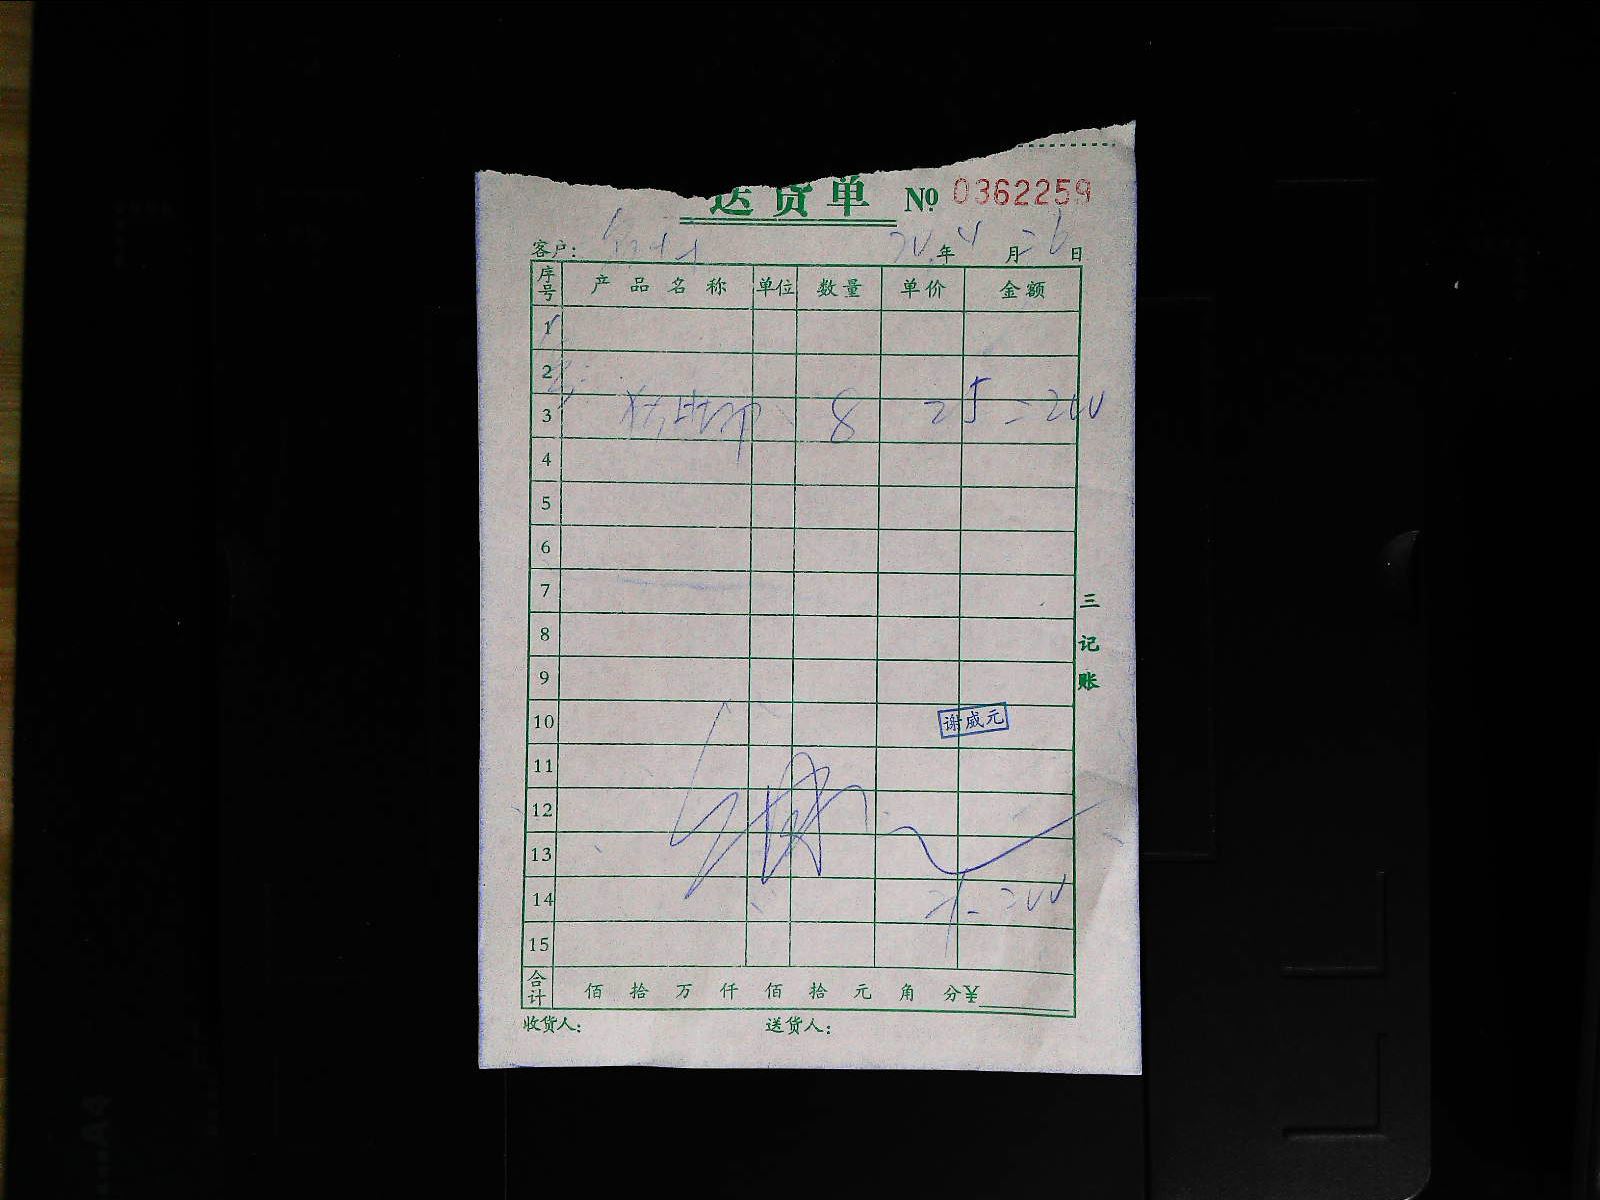 送货单 № 0362259
客户: 年 4 月 26 日
序号 产品名称 单位 数量 单价 金额
1
2
3 8 25 = 200
4
5
6
7
8
9
10 谢威元
11
12
13
14 = 200
15
合计 佰 拾 万 仟 佰 拾 元 角 分 ¥
收货人: 送货人:
三记账